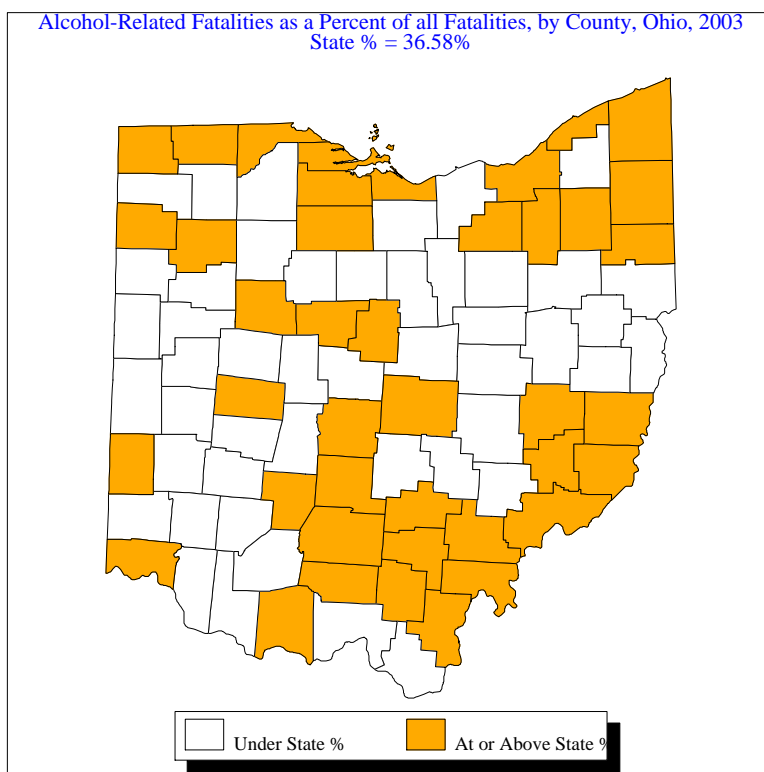 Alcohol-Related Fatalities as a Percent of all Fatalities, by County, Ohio, 2003
State % = 36.58%
Under State % At or Above State %